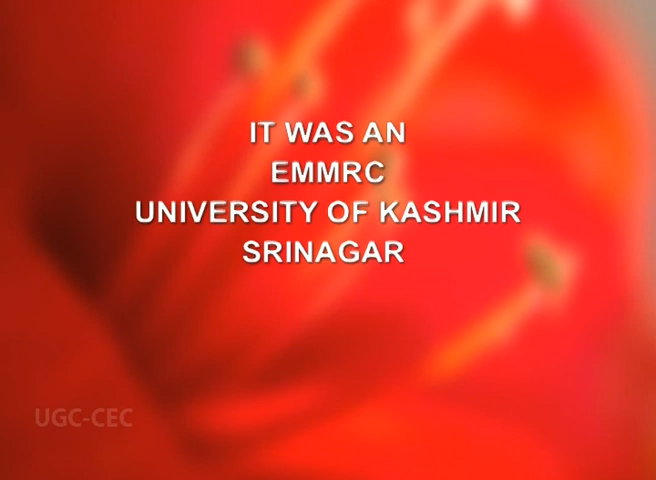 IT WAS AN
EMMRC
UNIVERSITY OF KASHMIR
SRINAGAR
UGC-CEC